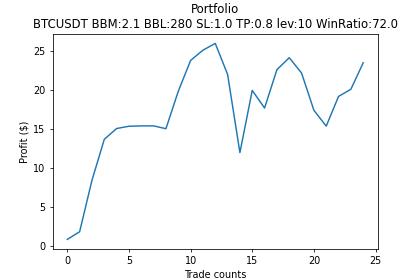 Portfolio
BTCUSDT BBM:2.1 BBL:280 SL:1.0 TP:0.8 lev:10 WinRatio:72.0
25
20
15
10
5
0
Profit ($)
0 5 10 15 20 25
Trade counts